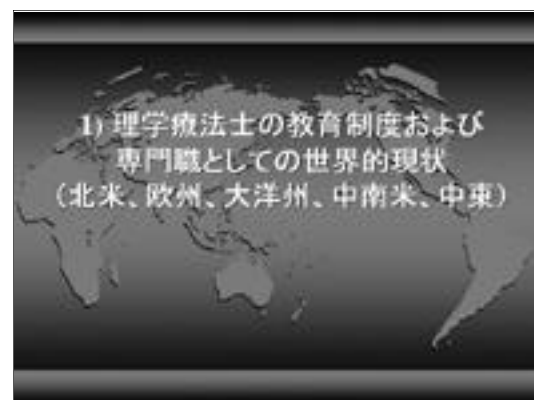 1) 理学療法士の教育制度および
専門職としての世界的現状
（北米、欧州、大洋州、中南米、中東）